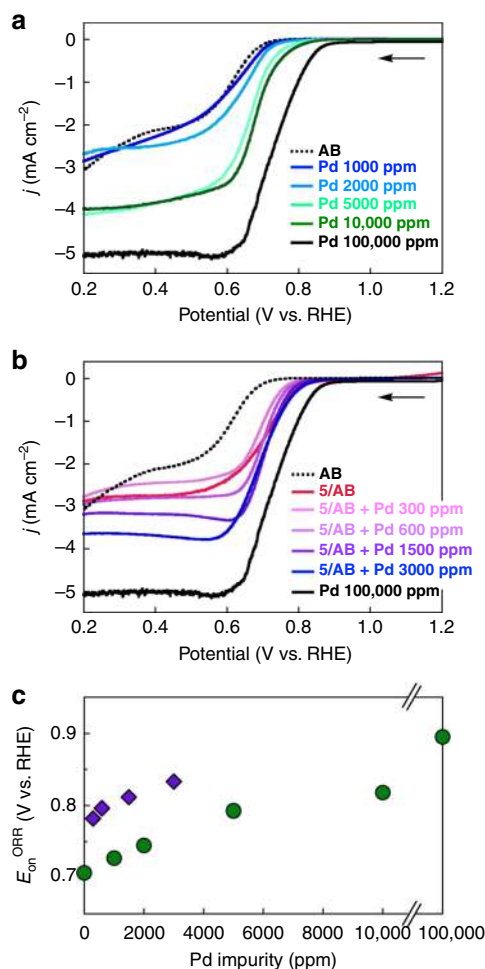 a
0
−1
−2
−3
−4
−5
j (mA cm−2)
AB
Pd 1000 ppm
Pd 2000 ppm
Pd 5000 ppm
Pd 10,000 ppm
Pd 100,000 ppm
0.2 0.4 0.6 0.8 1.0 1.2
Potential (V vs. RHE)
b
0
−1
−2
−3
−4
−5
j (mA cm−2)
AB
5/AB
5/AB + Pd 300 ppm
5/AB + Pd 600 ppm
5/AB + Pd 1500 ppm
5/AB + Pd 3000 ppm
Pd 100,000 ppm
0.2 0.4 0.6 0.8 1.0 1.2
Potential (V vs. RHE)
c
0.9
0.8
0.7
EonORR (V vs. RHE)
0 2000 4000 6000 8000 10,000 100,000
Pd impurity (ppm)